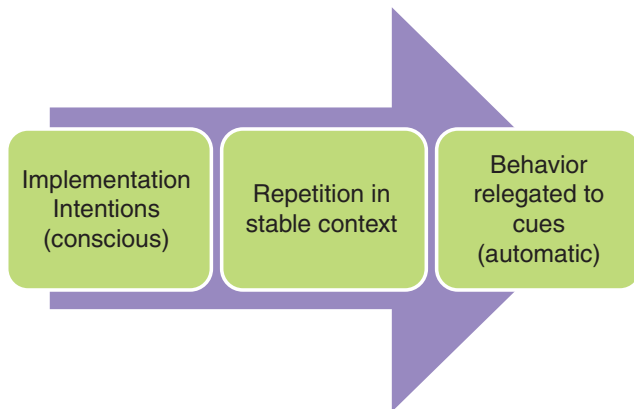 Implementation
Intentions
(conscious)
Repetition in
stable context
Behavior
relegated to
cues
(automatic)